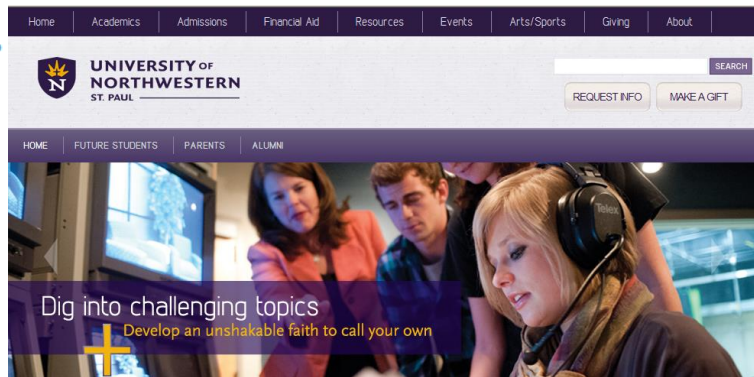 Home Academics Admissions Financial Aid Resources Events Arts/Sports Giving About
UNIVERSITY OF
NORTHWESTERN
ST. PAUL
SEARCH
REQUEST INFO MAKE A GIFT
HOME FUTURE STUDENTS PARENTS ALUMNI
Telex
Dig into challenging topics
Develop an unshakable faith to call your own